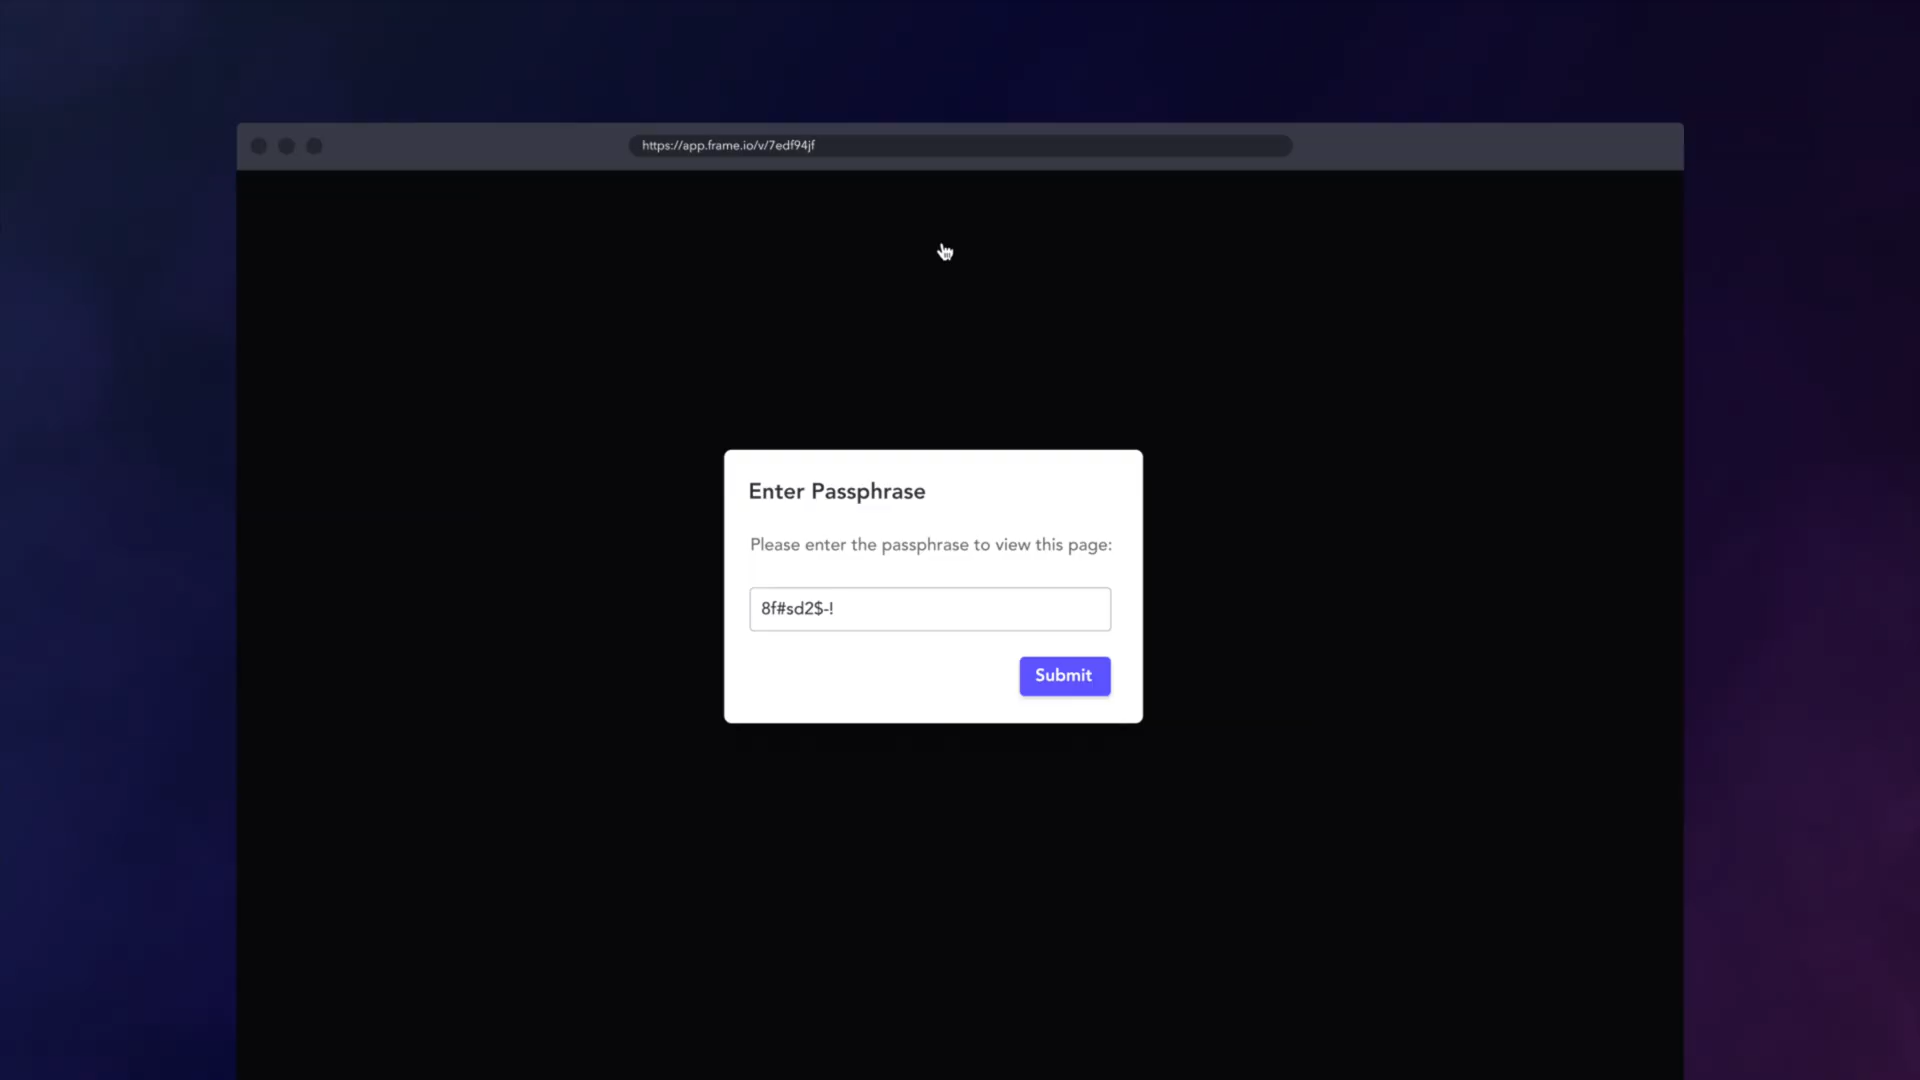 https://app.frame.io/v/7edf94jf
Enter Passphrase
Please enter the passphrase to view this page:
8f#sd2$-!
Submit